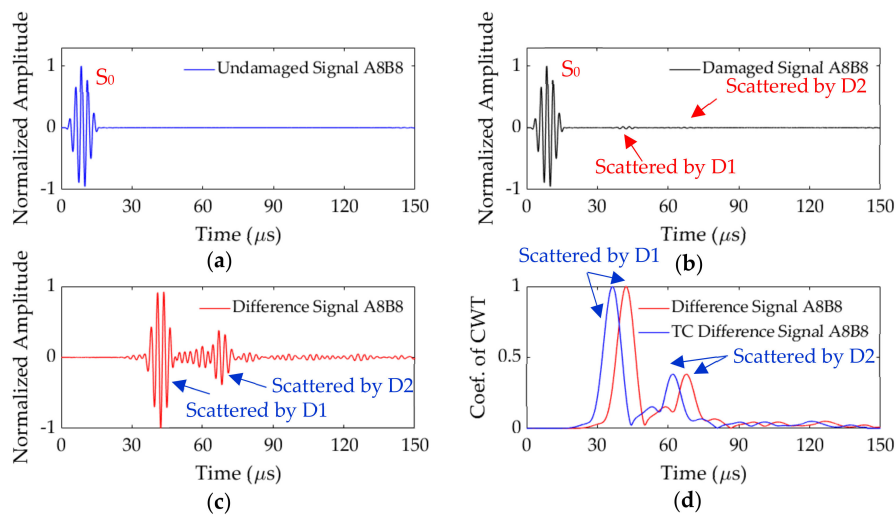 Normalized Amplitude
1
0
-1
S0
Undamaged Signal A8B8
0 30 60 90 120 150
Time (μs)
(a)
Normalized Amplitude
1
0
-1
S0
Damaged Signal A8B8
Scattered by D2
Scattered by D1
0 30 60 90 120 150
Time (μs)
(b)
Normalized Amplitude
1
0
-1
Difference Signal A8B8
Scattered by D2
Scattered by D1
0 30 60 90 120 150
Time (μs)
(c)
Scattered by D1
Coef. of CWT
1
0.5
0
Difference Signal A8B8
TC Difference Signal A8B8
Scattered by D2
0 30 60 90 120 150
Time (μs)
(d)